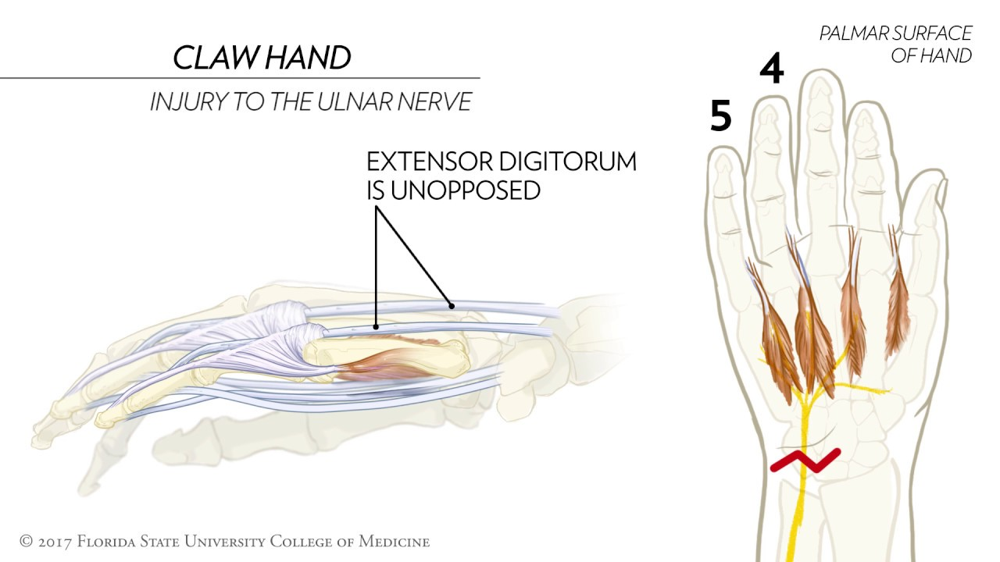 CLAW HAND
INJURY TO THE ULNAR NERVE
EXTENSOR DIGITORUM
IS UNOPPOSED
PALMAR SURFACE
OF HAND
4
5
© 2017 Florida State University College of Medicine